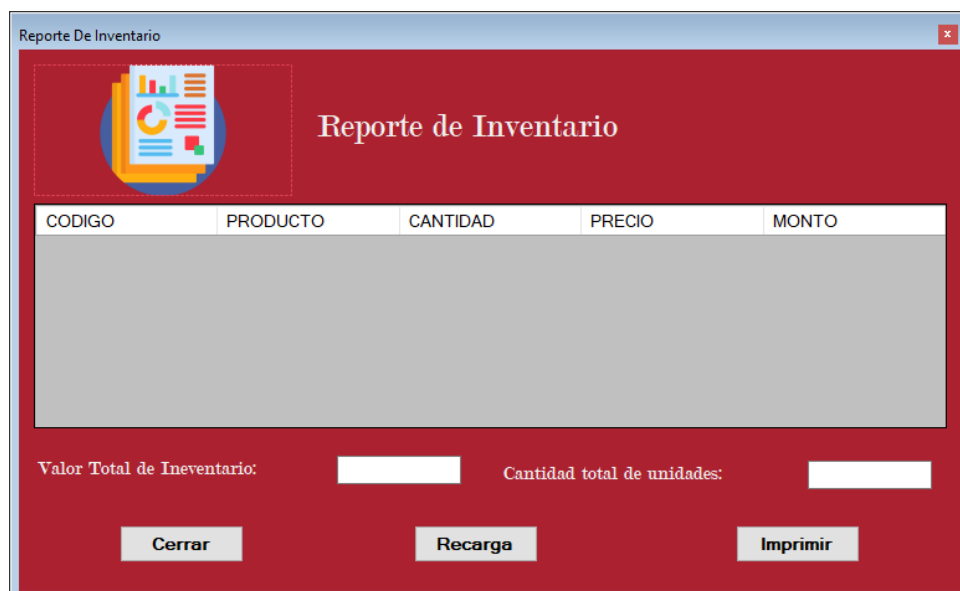 Reporte De Inventario
x
Reporte de Inventario
CODIGO PRODUCTO CANTIDAD PRECIO MONTO
Valor Total de Ineventario: Cantidad total de unidades:
Cerrar Recarga Imprimir